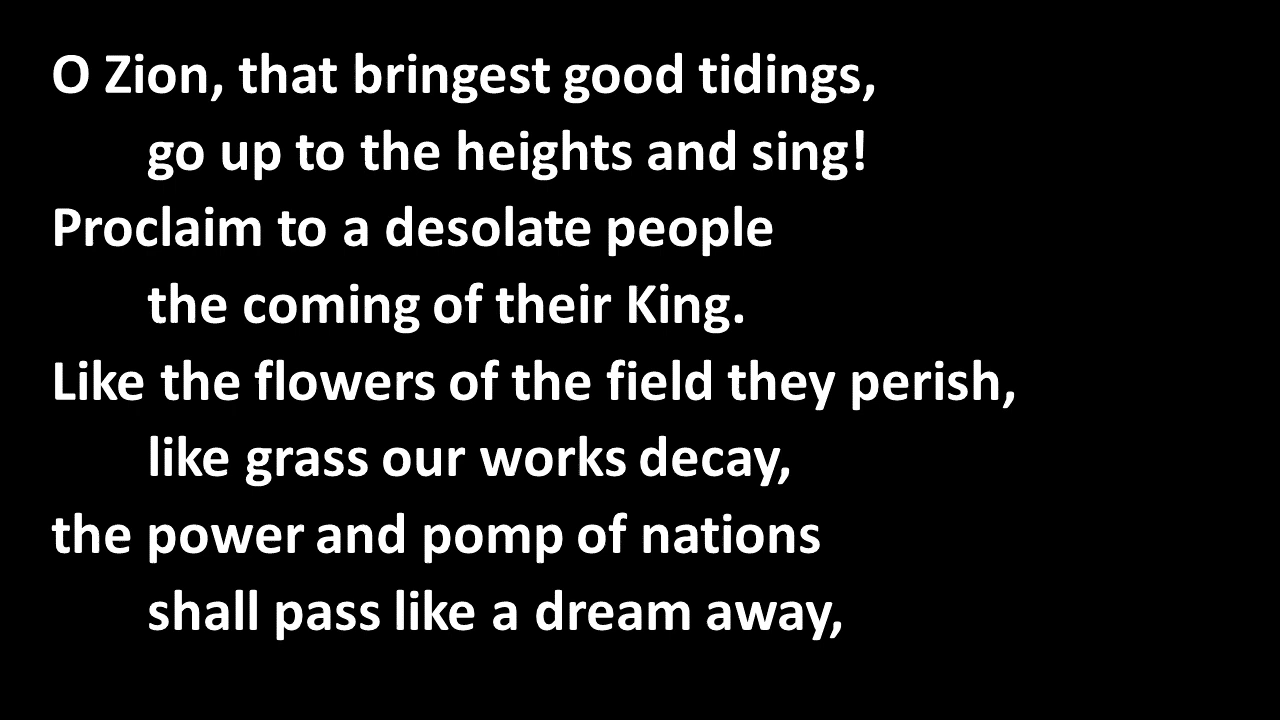 O Zion, that bringest good tidings,
go up to the heights and sing!
Proclaim to a desolate people
the coming of their King.
Like the flowers of the field they perish,
like grass our works decay,
the power and pomp of nations
shall pass like a dream away,